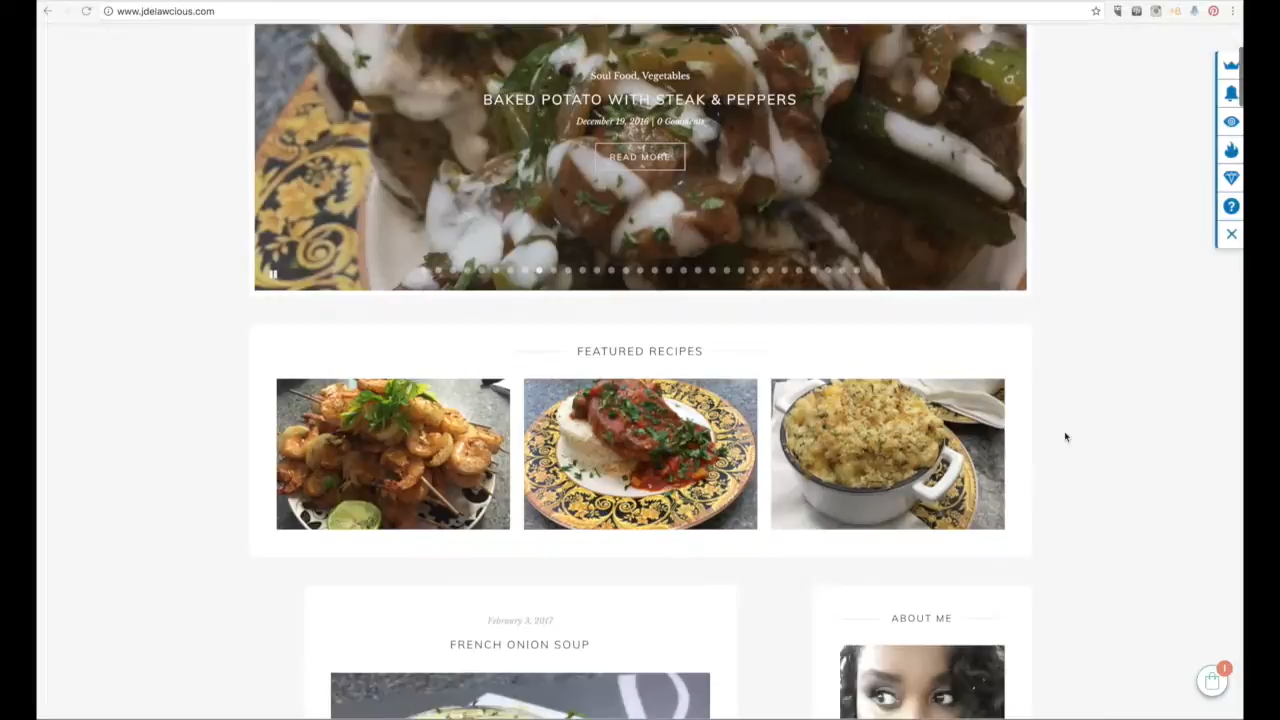 www.jdelawcious.com
Soul Food, Vegetables
BAKED POTATO WITH STEAK & PEPPERS
December 19, 2016 | 0 Comments
READ MORE
FEATURED RECIPES
February 3, 2017
FRENCH ONION SOUP
ABOUT ME
1